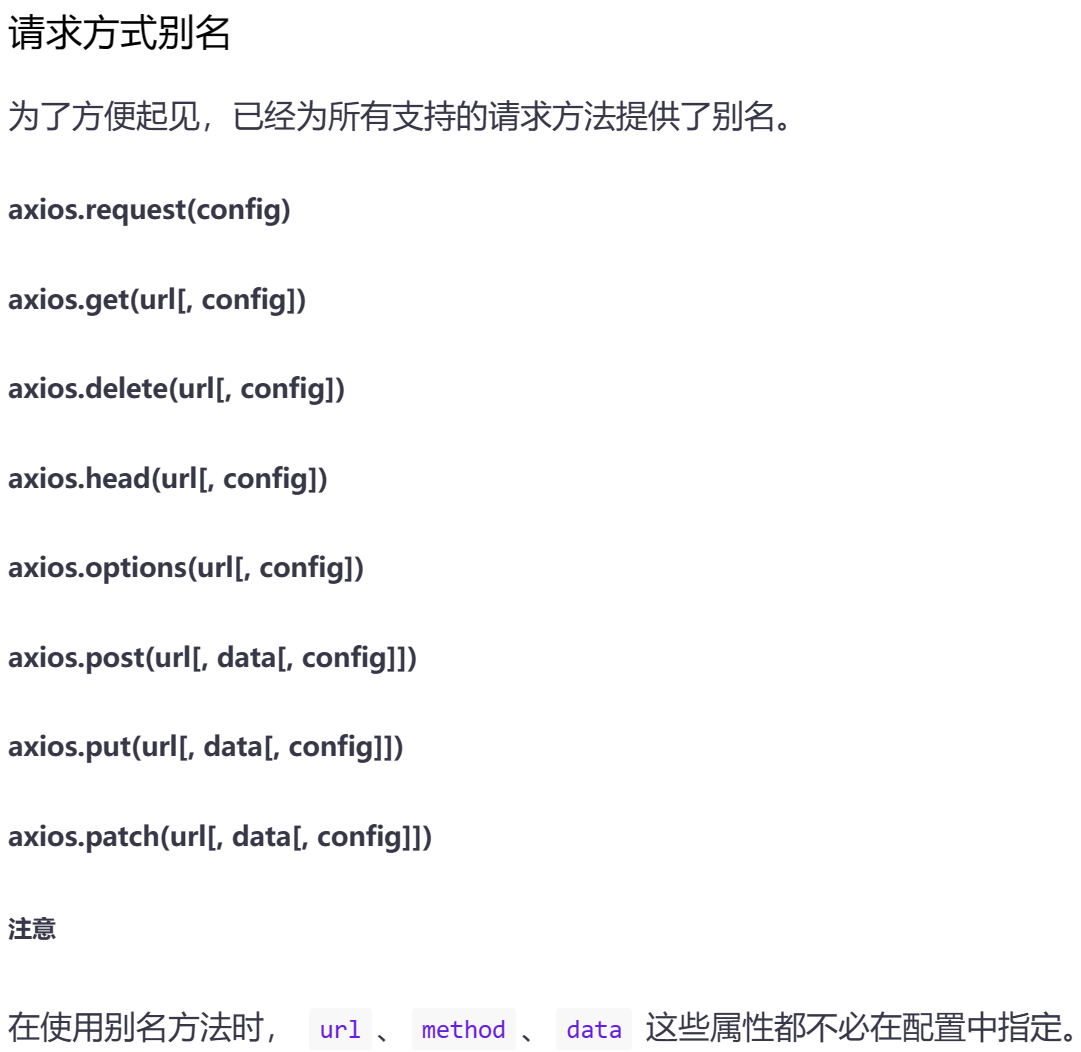 请求方式别名
为了方便起见，已经为所有支持的请求方法提供了别名。
axios.request(config)
axios.get(url[, config])
axios.delete(url[, config])
axios.head(url[, config])
axios.options(url[, config])
axios.post(url[, data[, config]])
axios.put(url[, data[, config]])
axios.patch(url[, data[, config]])
注意
在使用别名方法时， url 、 method 、 data 这些属性都不必在配置中指定。